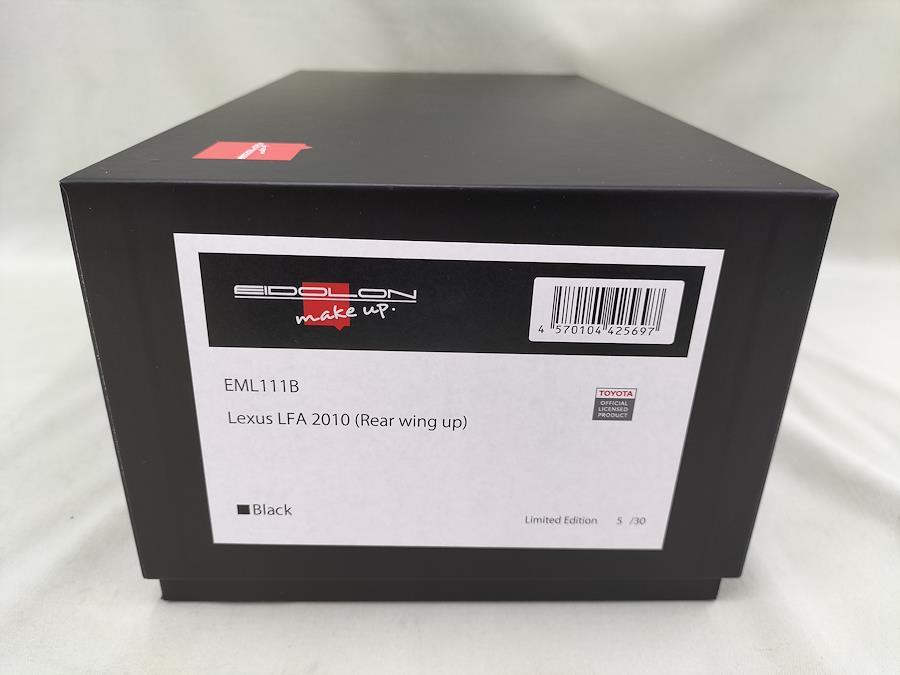 EIDOLON
EIDOLON
make up.
4 570104 425697
EML111B
TOYOTA
OFFICIAL
LICENSED
PRODUCT
Lexus LFA 2010 (Rear wing up)
■Black
Limited Edition 5 /30